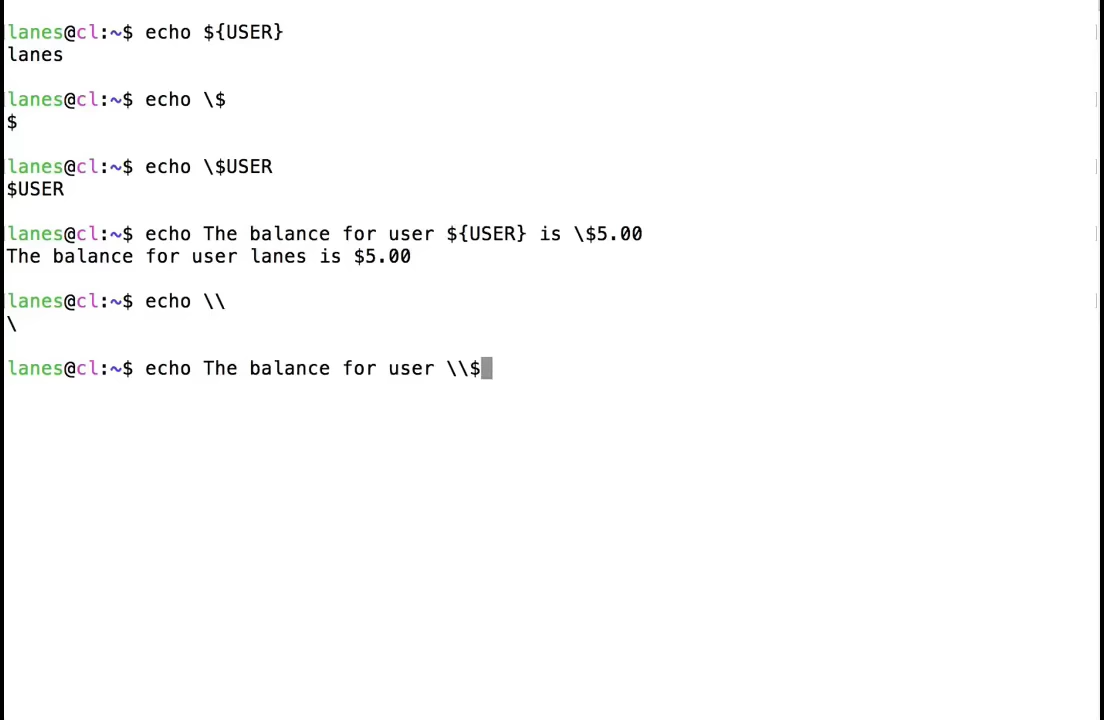 lanes@cl:~$ echo ${USER}
lanes
lanes@cl:~$ echo \$
$
lanes@cl:~$ echo \$USER
$USER
lanes@cl:~$ echo The balance for user ${USER} is \$5.00
The balance for user lanes is $5.00
lanes@cl:~$ echo \\
\
lanes@cl:~$ echo The balance for user \\$